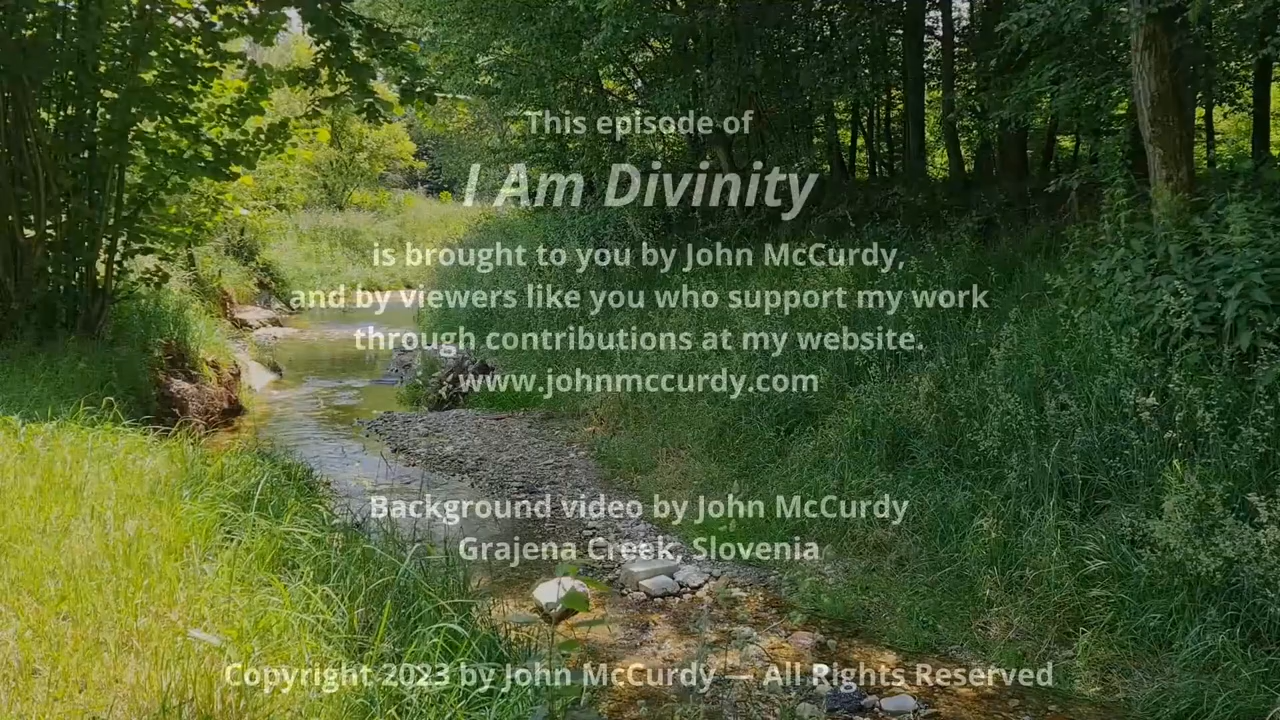 This episode of
I Am Divinity
is brought to you by John McCurdy,
and by viewers like you who support my work
through contributions at my website.
www.johnmccurdy.com
Background video by John McCurdy
Grajena Creek, Slovenia
Copyright 2023 by John McCurdy — All Rights Reserved